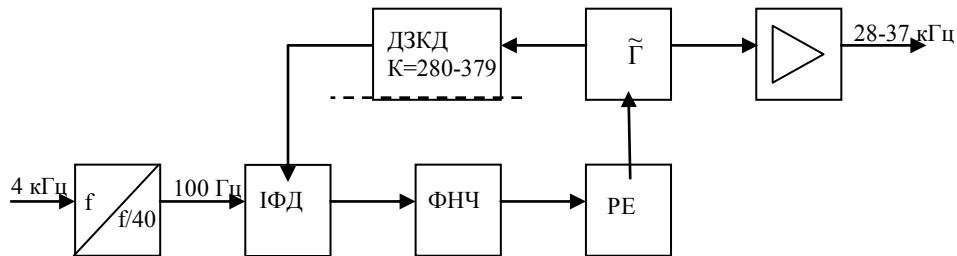 ДЗКД
К=280-379
Г̃
28-37 кГц
4 кГц
f
f/40
100 Гц
ІФД
ФНЧ
РЕ